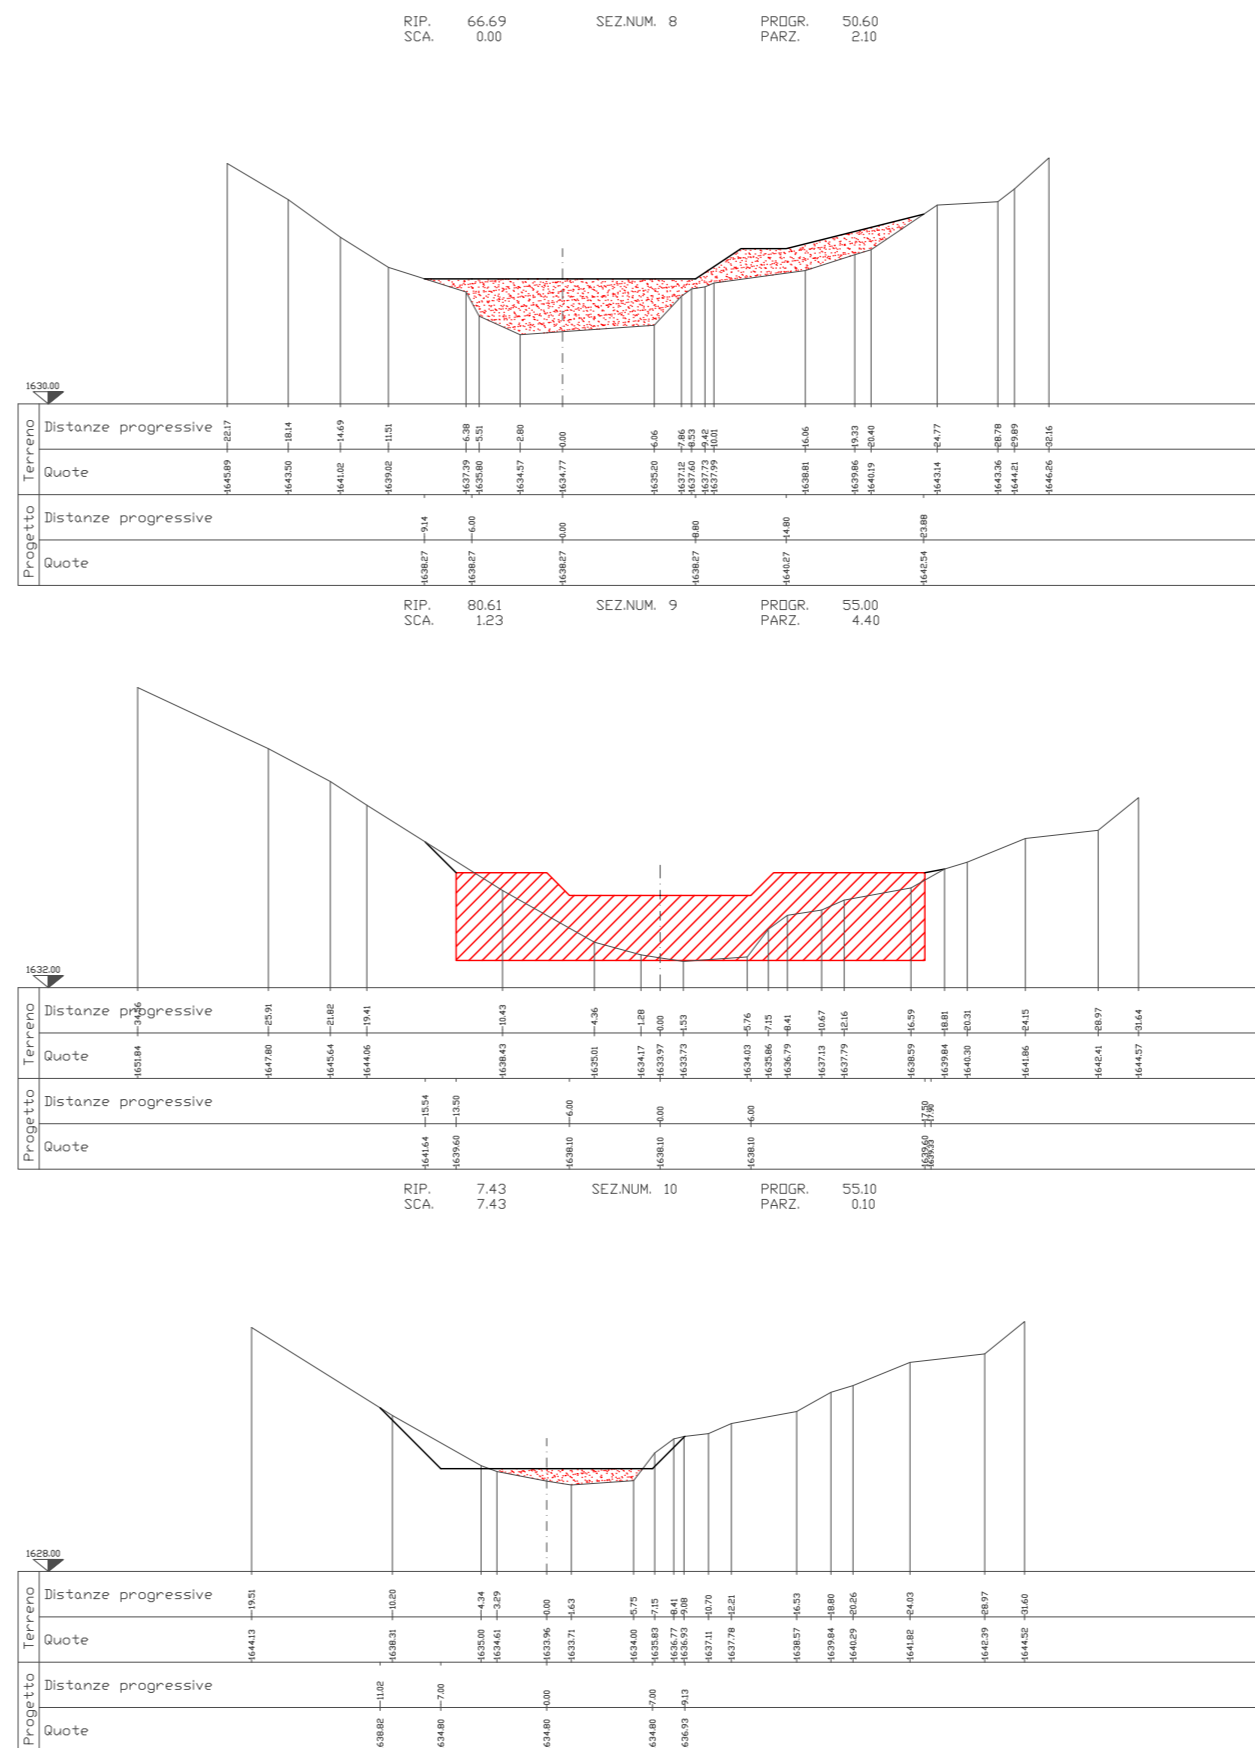 RIP. 66.69 SEZ.NUM. 8 PROGR. 50.60
SCA. 0.00 PARZ. 2.10
1630.00
Terreno
Distanze progressive -22.17 -18.14 -14.69 -11.51 -6.38 -5.51 -2.80 0.00 6.06 7.86 8.53 9.42 10.01 16.06 19.33 20.40 24.77 28.78 29.89 32.16
Quote 1645.89 1643.50 1641.02 1639.02 1637.39 1635.80 1634.57 1634.77 1635.20 1637.12 1637.60 1637.73 1637.99 1638.81 1639.86 1640.19 1643.14 1643.36 1644.21 1646.26
Progetto
Distanze progressive -9.14 -6.00 0.00 8.80 14.80 23.88
Quote 1638.27 1638.27 1638.27 1638.27 1640.27 1642.54
RIP. 80.61 SEZ.NUM. 9 PROGR. 55.00
SCA. 1.23 PARZ. 4.40
1632.00
Terreno
Distanze progressive -34.56 -25.91 -21.82 -19.41 -10.43 -4.36 -1.28 0.00 1.53 5.76 7.15 8.41 10.67 12.16 16.59 18.81 20.31 24.15 28.97 31.64
Quote 1651.84 1647.80 1645.64 1644.06 1638.43 1635.01 1634.17 1633.97 1633.73 1634.03 1635.86 1636.79 1637.13 1637.79 1638.59 1639.84 1640.30 1641.86 1642.41 1644.57
Progetto
Distanze progressive -15.54 -13.50 -6.00 0.00 6.00 17.50
Quote 1641.64 1639.60 1638.10 1638.10 1638.10 1639.60
RIP. 7.43 SEZ.NUM. 10 PROGR. 55.10
SCA. 7.43 PARZ. 0.10
1628.00
Terreno
Distanze progressive -19.51 -10.20 -4.34 -3.29 0.00 1.63 5.75 7.15 8.41 9.08 10.70 12.21 16.53 18.80 20.26 24.03 28.97 31.60
Quote 1644.13 1638.31 1635.00 1634.61 1633.96 1633.71 1634.00 1635.83 1636.77 1636.93 1637.11 1637.78 1638.57 1639.84 1640.29 1641.82 1642.39 1644.52
Progetto
Distanze progressive -11.02 -7.00 0.00 7.00 9.13
Quote 638.82 634.80 634.80 634.80 636.93